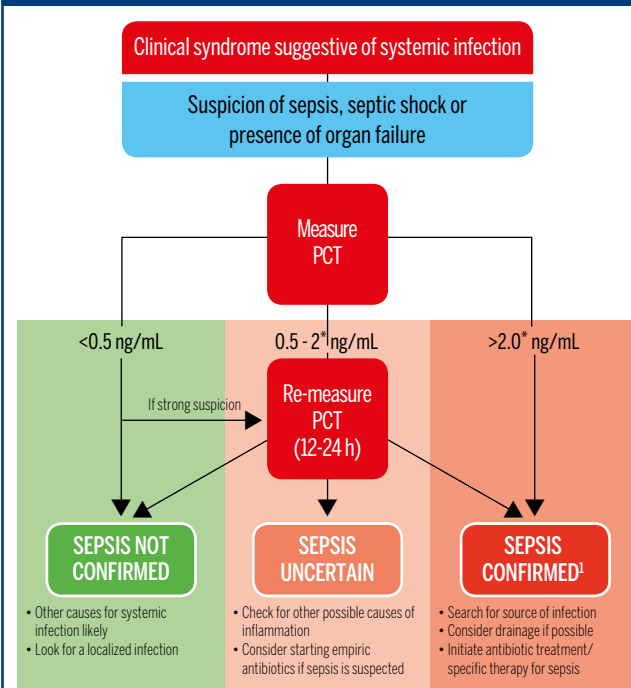 Clinical syndrome suggestive of systemic infection
Suspicion of sepsis, septic shock or
presence of organ failure
Measure
PCT
<0.5 ng/mL
0.5 - 2* ng/mL
>2.0* ng/mL
If strong suspicion
Re-measure
PCT
(12-24 h)
SEPSIS NOT
CONFIRMED
• Other causes for systemic
infection likely
• Look for a localized infection
SEPSIS
UNCERTAIN
• Check for other possible causes of
inflammation
• Consider starting empiric
antibiotics if sepsis is suspected
SEPSIS
CONFIRMED¹
• Search for source of infection
• Consider drainage if possible
• Initiate antibiotic treatment/
specific therapy for sepsis